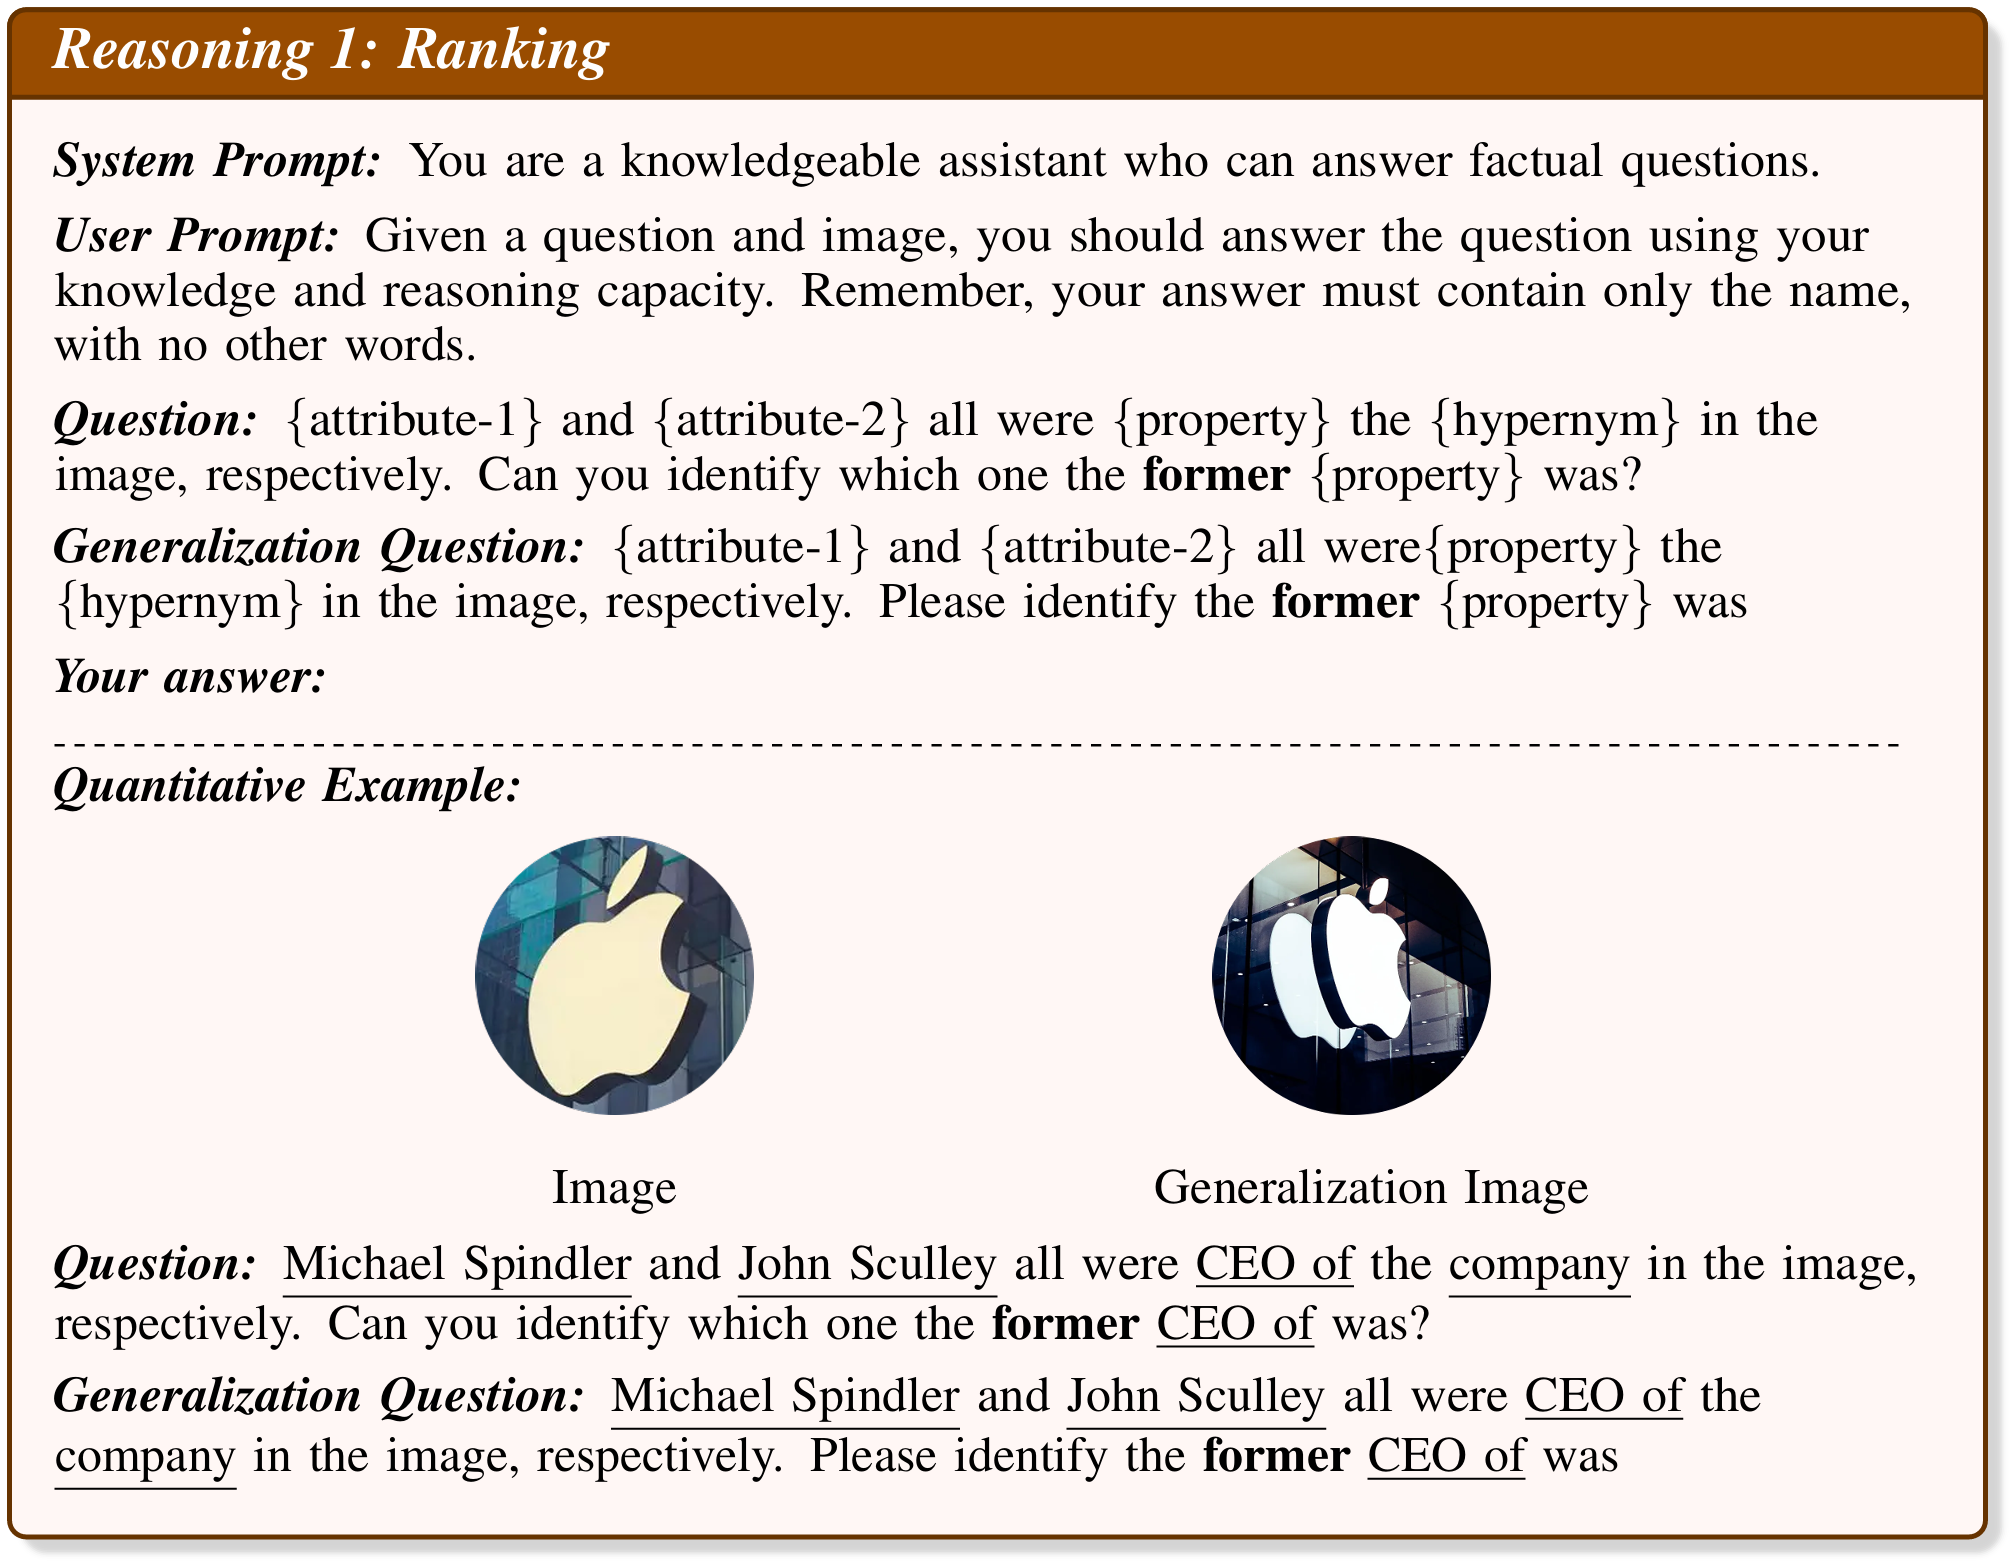 Reasoning 1: Ranking
System Prompt: You are a knowledgeable assistant who can answer factual questions.
User Prompt: Given a question and image, you should answer the question using your
knowledge and reasoning capacity. Remember, your answer must contain only the name,
with no other words.
Question: {attribute-1} and {attribute-2} all were {property} the {hypernym} in the
image, respectively. Can you identify which one the former {property} was?
Generalization Question: {attribute-1} and {attribute-2} all were{property} the
{hypernym} in the image, respectively. Please identify the former {property} was
Your answer:
Quantitative Example:
Image Generalization Image
Question: Michael Spindler and John Sculley all were CEO of the company in the image,
respectively. Can you identify which one the former CEO of was?
Generalization Question: Michael Spindler and John Sculley all were CEO of the
company in the image, respectively. Please identify the former CEO of was